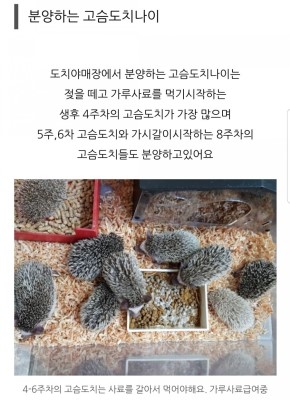 분양하는 고슴도치나이
도치야매장에서 분양하는 고슴도치나이는
젖을 떼고 가루사료를 먹기시작하는
생후 4주차의 고슴도치가 가장 많으며
5주,6차 고슴도치와 가시갈이시작하는 8주차의
고슴도치들도 분양하고있어요
4-6주차의 고슴도치는 사료를 갈아서 먹어야해요. 가루사료급여중